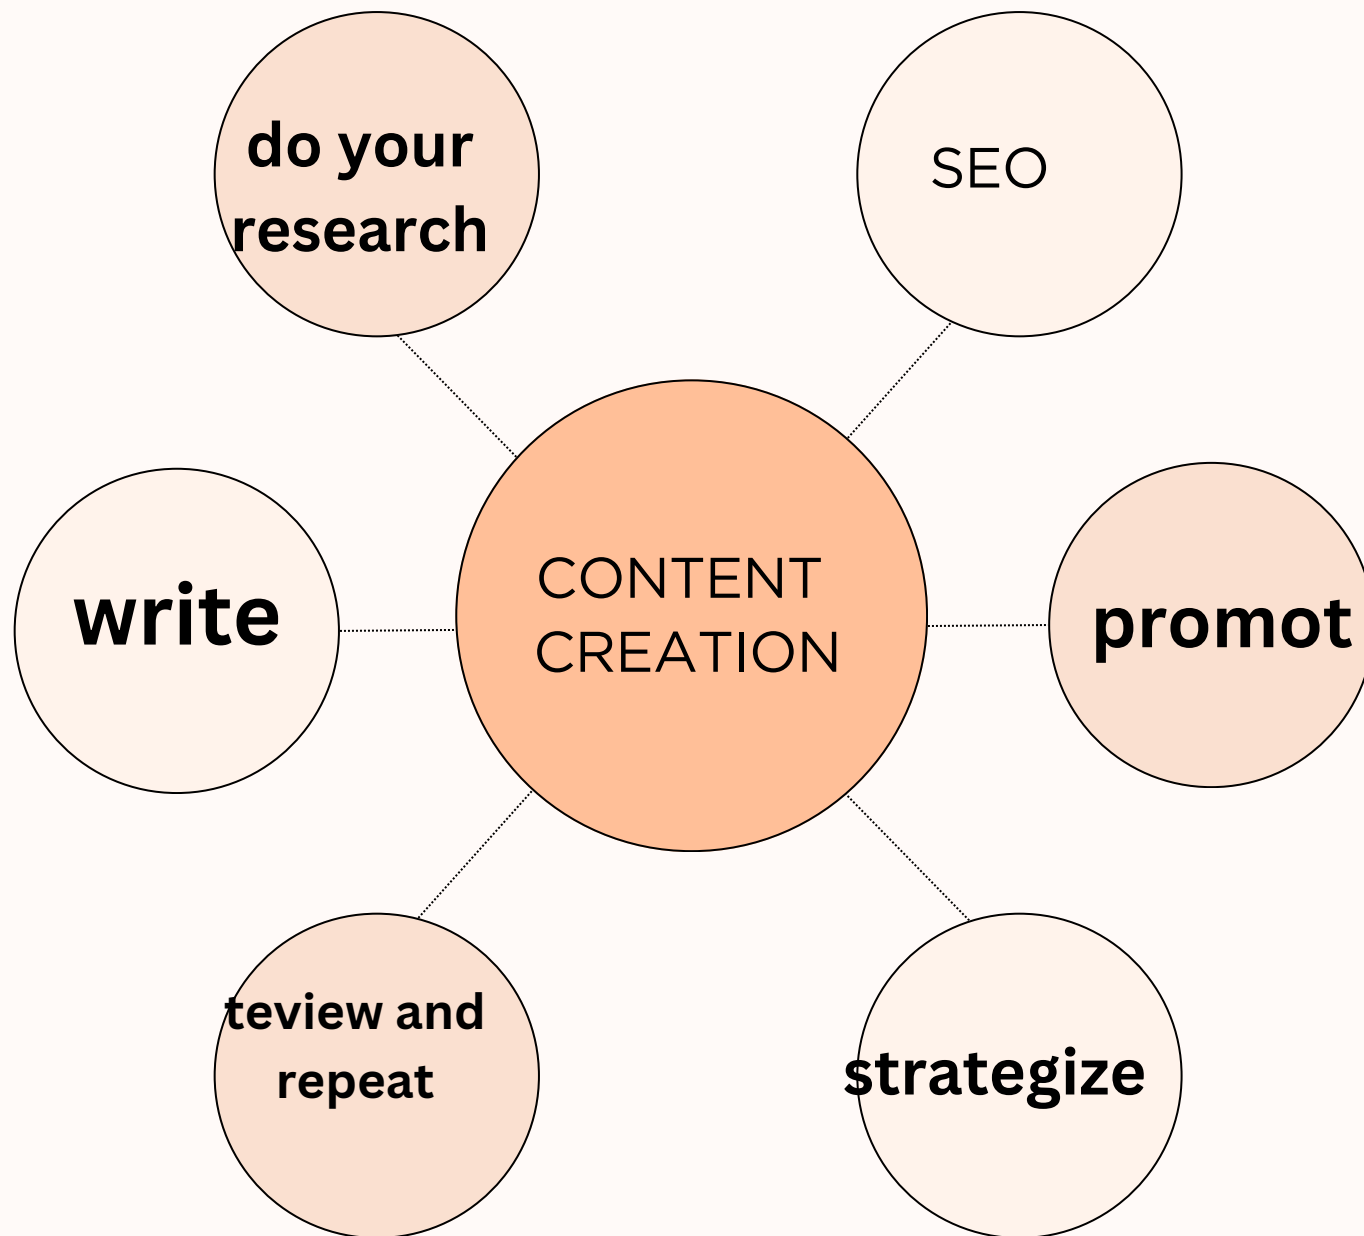 do your
research
SEO
CONTENT
CREATION
write
promot
teview and
repeat
strategize